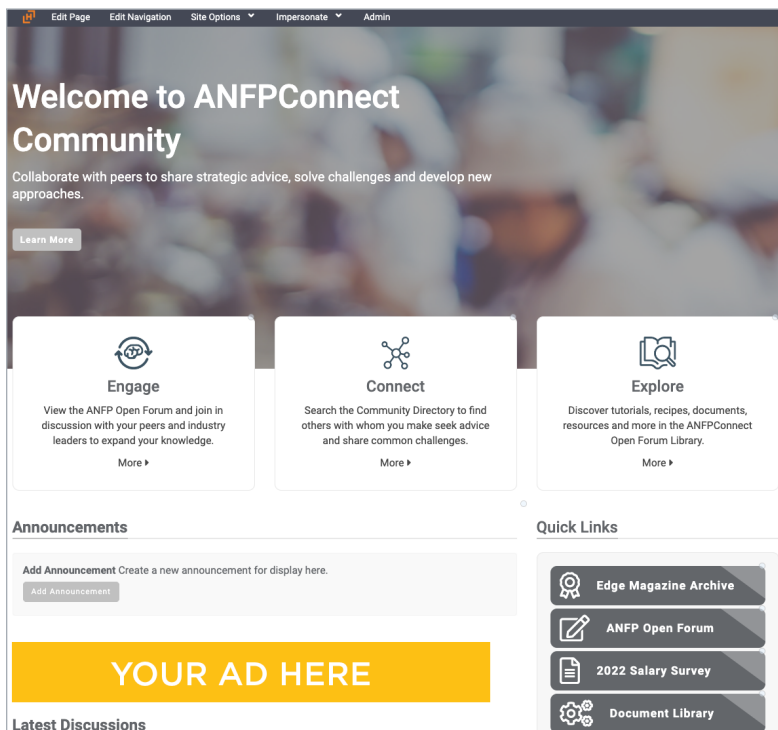 Edit Page Edit Navigation Site Options Impersonate Admin
Welcome to ANFPConnect
Community
Collaborate with peers to share strategic advice, solve challenges and develop new
approaches.
Learn More
Engage
View the ANFP Open Forum and join in
discussion with your peers and industry
leaders to expand your knowledge.
More
Connect
Search the Community Directory to find
others with whom you make seek advice
and share common challenges.
More
Explore
Discover tutorials, recipes, documents,
resources and more in the ANFPConnect
Open Forum Library.
More
Announcements
Add Announcement Create a new announcement for display here.
Add Announcement
YOUR AD HERE
Latest Discussions
Quick Links
Edge Magazine Archive
ANFP Open Forum
2022 Salary Survey
Document Library